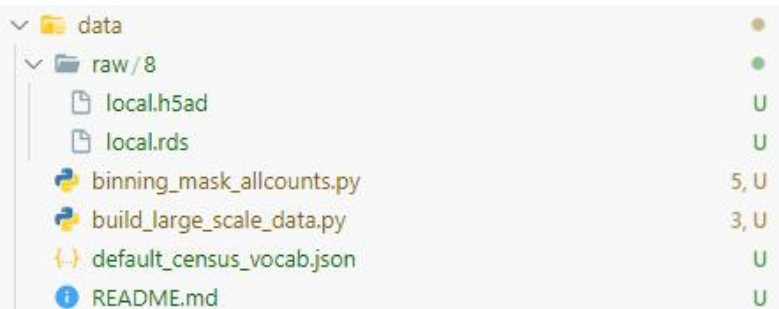 data
raw/8
local.h5ad U
local.rds U
binning_mask_allcounts.py 5, U
build_large_scale_data.py 3, U
{..} default_census_vocab.json U
README.md U